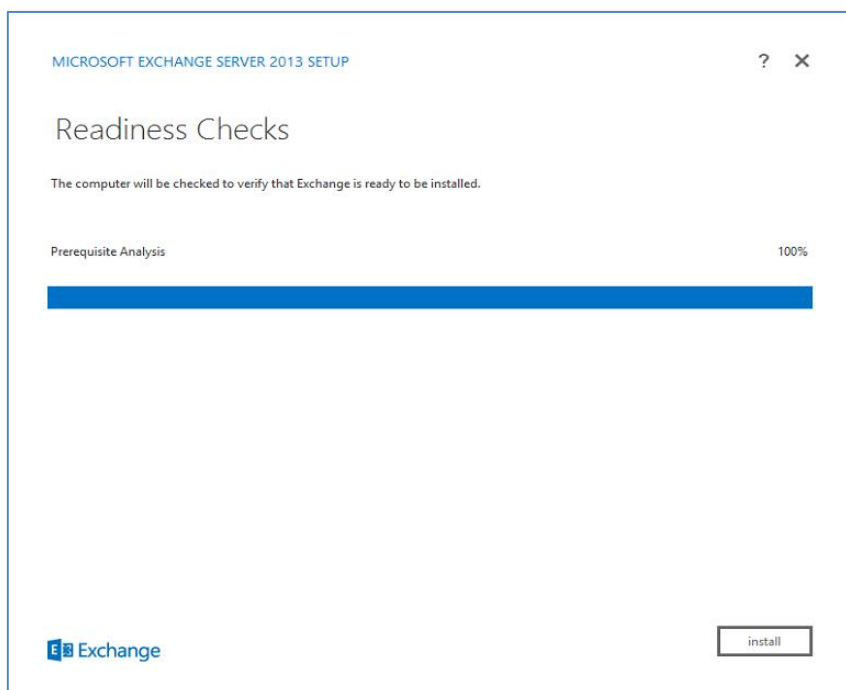 MICROSOFT EXCHANGE SERVER 2013 SETUP
?
Readiness Checks
The computer will be checked to verify that Exchange is ready to be installed.
Prerequisite Analysis 100%
Exchange
install